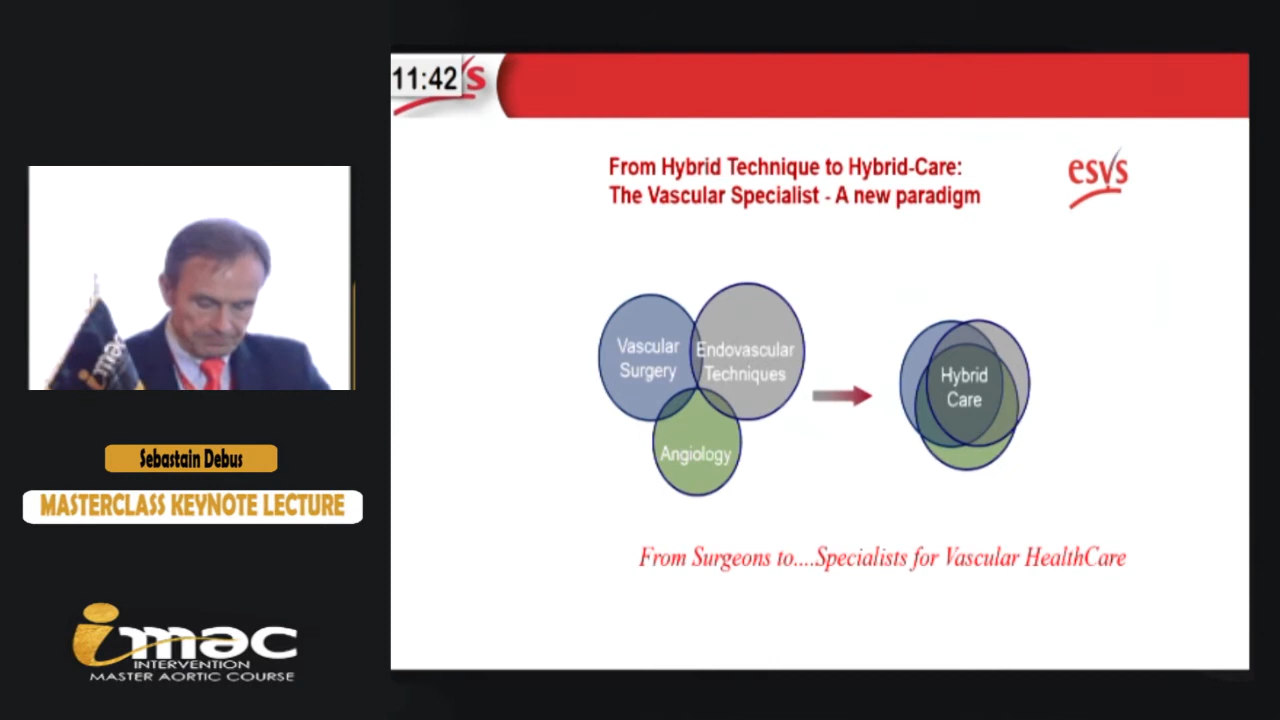 11:42
s
From Hybrid Technique to Hybrid-Care:
The Vascular Specialist - A new paradigm
esvs
Vascular
Surgery
Endovascular
Techniques
Angiology
Hybrid
Care
From Surgeons to....Specialists for Vascular HealthCare
imac
Sebastain Debus
MASTERCLASS KEYNOTE LECTURE
imac
INTERVENTION
MASTER AORTIC COURSE